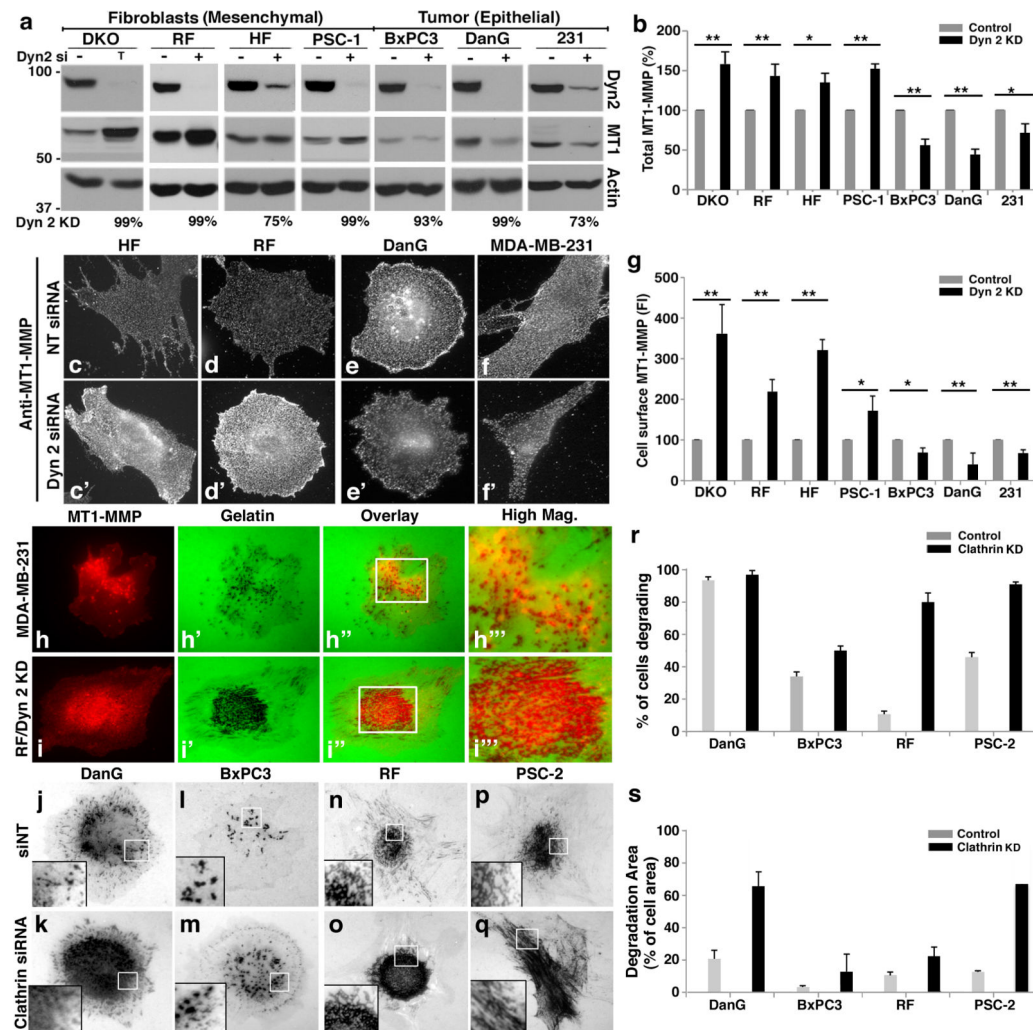 a
Fibroblasts (Mesenchymal)
Tumor (Epithelial)
DKO RF HF PSC-1 BxPC3 DanG 231
Dyn2 si - T - + - + - + - + - + - +
100
Dyn2
MT1
50
Actin
37
Dyn 2 KD 99% 99% 75% 99% 93% 99% 73%
b
Control
Dyn 2 KD
Total MT1-MMP (%)
200
150
100
50
0
** ** * ** ** ** *
DKO RF HF PSC-1 BxPC3 DanG 231
HF RF DanG MDA-MB-231
Anti-MT1-MMP
NT siRNA
c d e f
Dyn 2 siRNA
c' d' e' f'
g
Control
Dyn 2 KD
Cell surface MT1-MMP (FI)
500
400
300
200
100
0
** ** ** * * ** **
DKO RF HF PSC-1 BxPC3 DanG 231
MT1-MMP Gelatin Overlay High Mag.
MDA-MB-231
h h' h'' h'''
RF/Dyn 2 KD
i i' i'' i'''
r
Control
Clathrin KD
% of cells degrading
100
80
60
40
20
0
DanG BxPC3 RF PSC-2
DanG BxPC3 RF PSC-2
siNT
j l n p
Clathrin siRNA
k m o q
s
Control
Clathrin KD
Degradation Area
(% of cell area)
100
80
60
40
20
0
DanG BxPC3 RF PSC-2